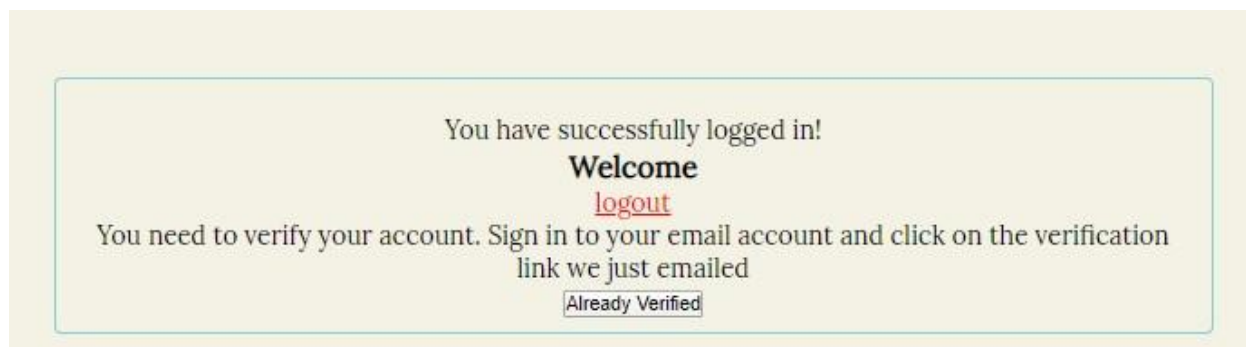 You have successfully logged in!
Welcome
logout
You need to verify your account. Sign in to your email account and click on the verification
link we just emailed
Already Verified